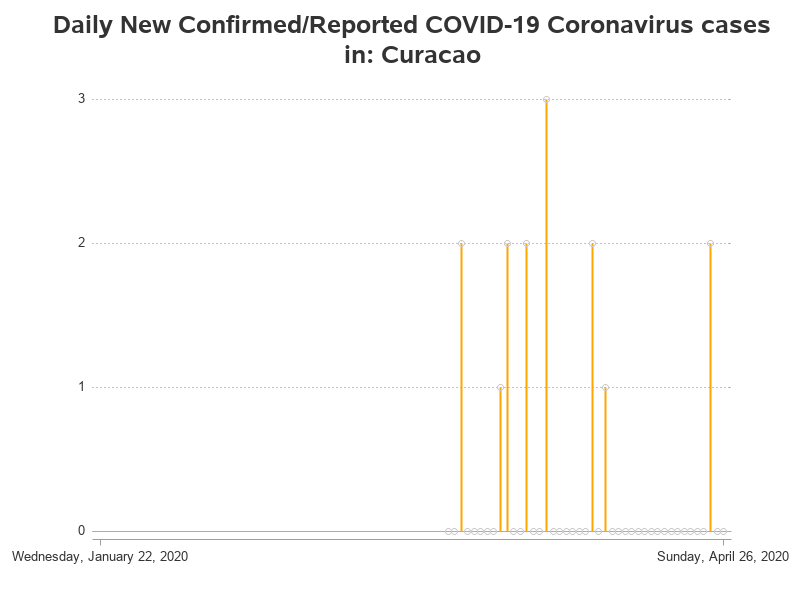 Daily New Confirmed/Reported COVID-19 Coronavirus cases
in: Curacao
3
2
1
0
Wednesday, January 22, 2020
Sunday, April 26, 2020